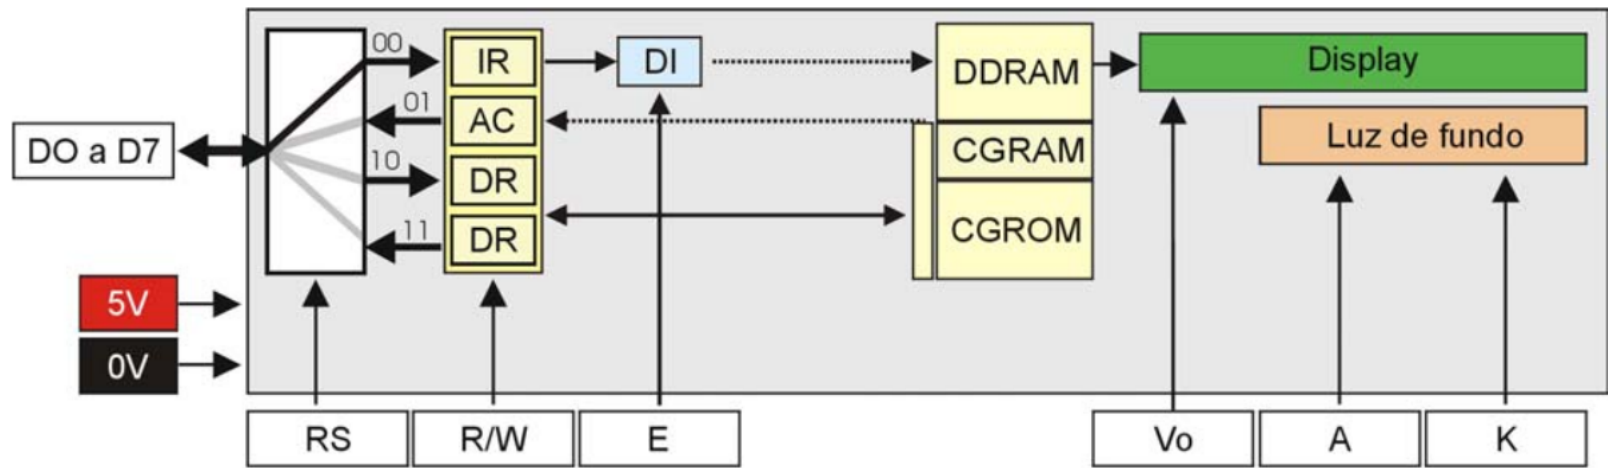 00
IR
DI
DDRAM
Display
01
AC
DO a D7
CGRAM
Luz de fundo
10
DR
CGROM
11
DR
5V
0V
RS
R/W
E
Vo
A
K